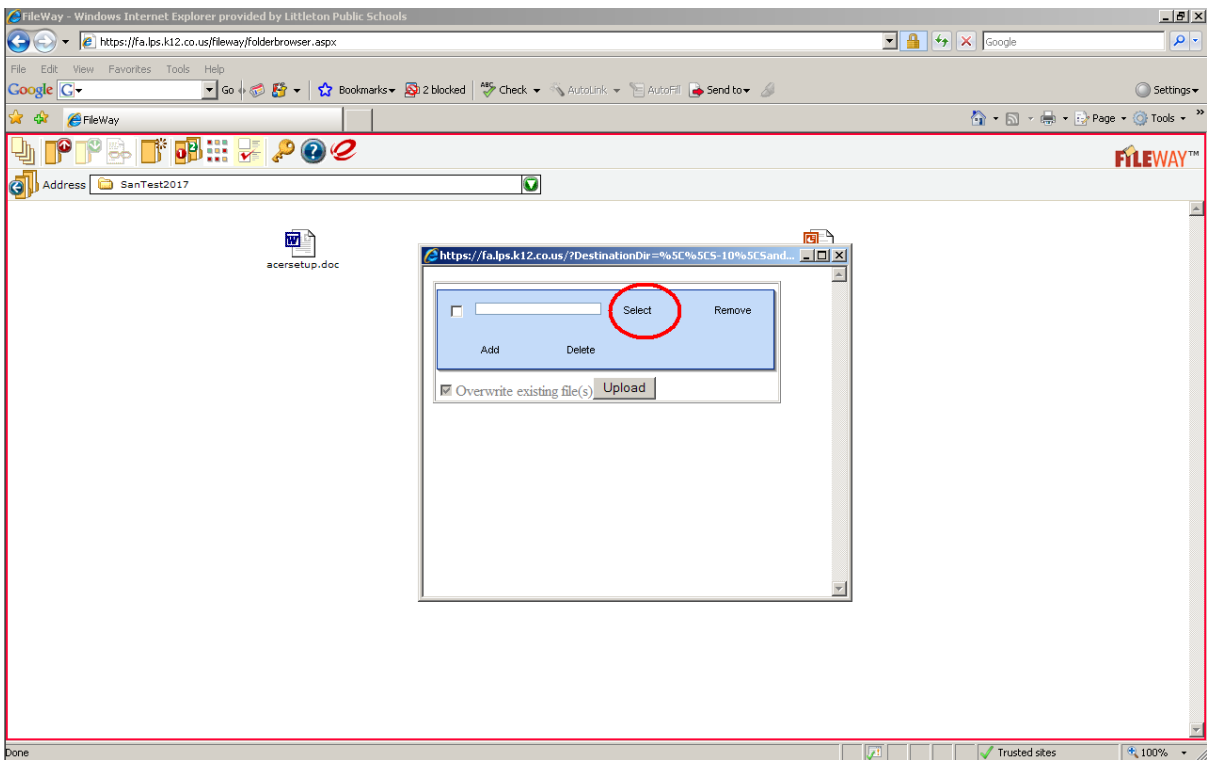 FileWay - Windows Internet Explorer provided by Littleton Public Schools
https://fa.lps.k12.co.us/fileway/folderbrowser.aspx
Google
File Edit View Favorites Tools Help
Google G Go Bookmarks 2 blocked ABC Check AutoLink AutoFill Send to Settings
FileWay Page Tools »
FILEWAY™
Address SanTest2017
acersetup.doc
https://fa.lps.k12.co.us/?DestinationDir=%5C%5CS-10%5CSand...
Select Remove
Add Delete
Overwrite existing file(s) Upload
Done Trusted sites 100%